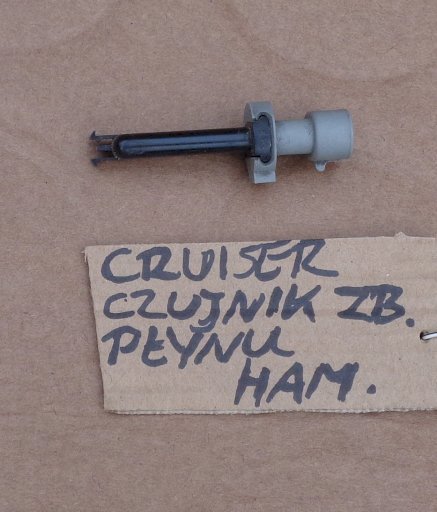 CRUISER
CZUJNIK ZB.
PŁYNU
HAM.